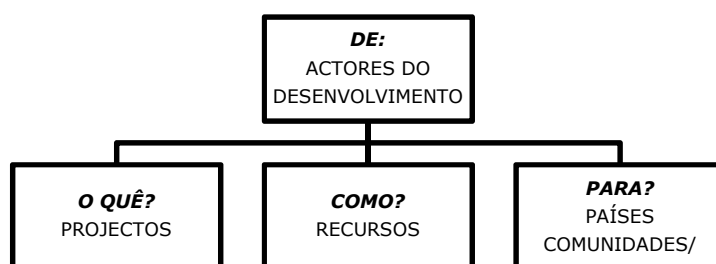 DE:
ACTORES DO
DESENVOLVIMENTO
O QUÊ?
PROJECTOS
COMO?
RECURSOS
PARA?
PAÍSES
COMUNIDADES/